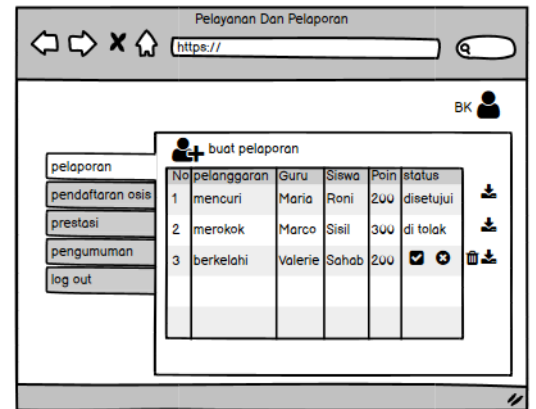 Pelayanan Dan Pelaporan
https://
BK
buat pelaporan
pelaporan
pendaftaran osis
prestasi
pengumuman
log out
No pelanggaran Guru Siswa Poin status
1 mencuri Maria Roni 200 disetujui
2 merokok Marco Sisil 300 di tolak
3 berkelahi Valerie Sahab 200